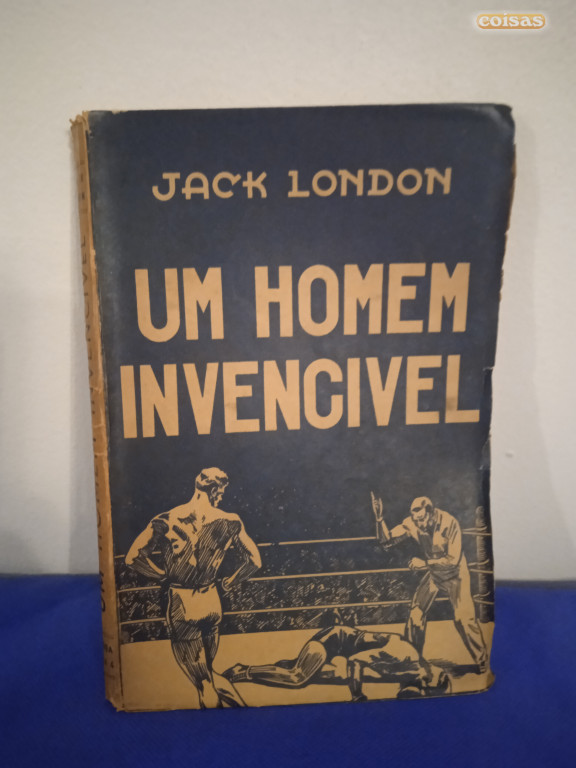 coisas
JACK LONDON
UM HOMEM
INVENCIVEL